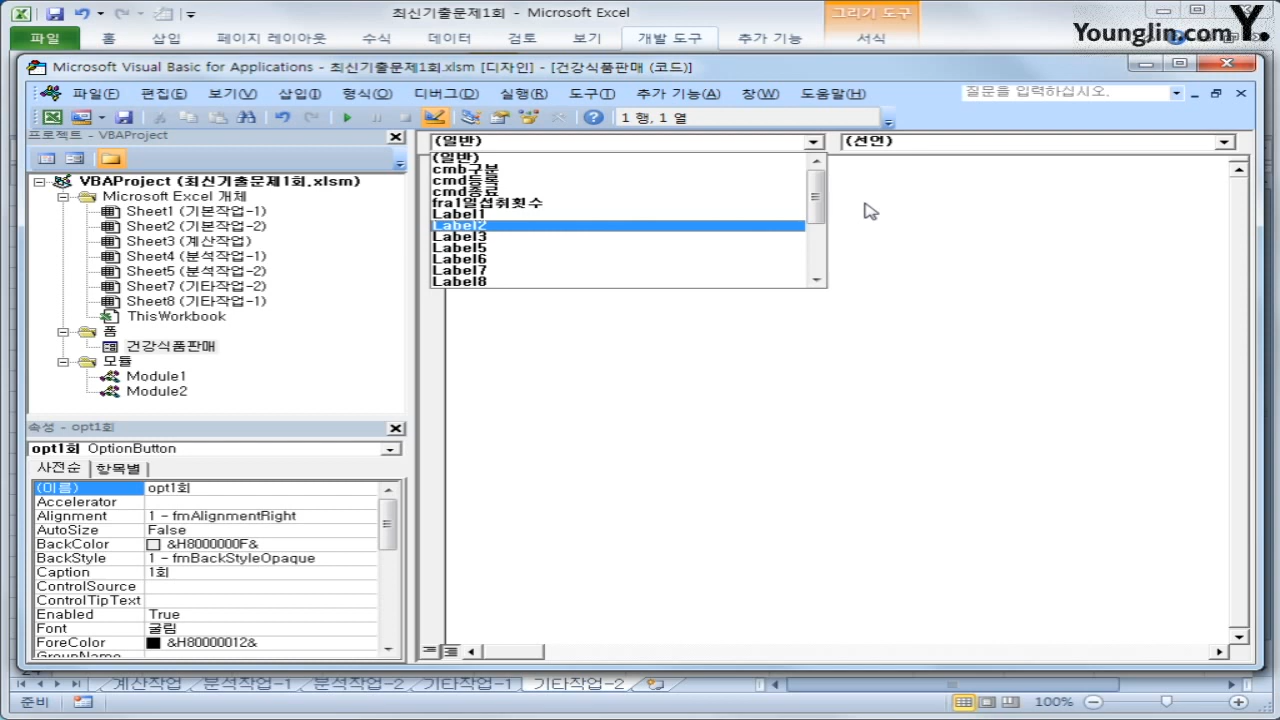 최신기출문제1회 - Microsoft Excel
그리기 도구
파일 홈 삽입 페이지 레이아웃 수식 데이터 검토 보기 개발 도구 추가 기능 서식
YoungJin.com Y.
Microsoft Visual Basic for Applications - 최신기출문제1회.xlsm [디자인] - [건강식품판매 (코드)]
파일(F) 편집(E) 보기(V) 삽입(I) 형식(O) 디버그(D) 실행(R) 도구(T) 추가 기능(A) 창(W) 도움말(H) 질문을 입력하십시오.
1 행, 1 열
프로젝트 - VBAProject
VBAProject (최신기출문제1회.xlsm)
Microsoft Excel 개체
Sheet1 (기본작업-1)
Sheet2 (기본작업-2)
Sheet3 (계산작업)
Sheet4 (분석작업-1)
Sheet5 (분석작업-2)
Sheet7 (기타작업-2)
Sheet8 (기타작업-1)
ThisWorkbook
폼
건강식품판매
모듈
Module1
Module2
속성 - opt1회
opt1회 OptionButton
사전순 항목별
(이름) opt1회
Accelerator
Alignment 1 - fmAlignmentRight
AutoSize False
BackColor &H8000000F&
BackStyle 1 - fmBackStyleOpaque
Caption 1회
ControlSource
ControlTipText
Enabled True
Font 굴림
ForeColor &H80000012&
GroupName
(일반) (선언)
(일반)
cmb구분
cmd등록
cmd종료
fra1일섭취횟수
Label1
Label2
Label3
Label5
Label6
Label7
Label8
24
계산작업 분석작업-1 분석작업-2 기타작업-1 기타작업-2
준비 100%